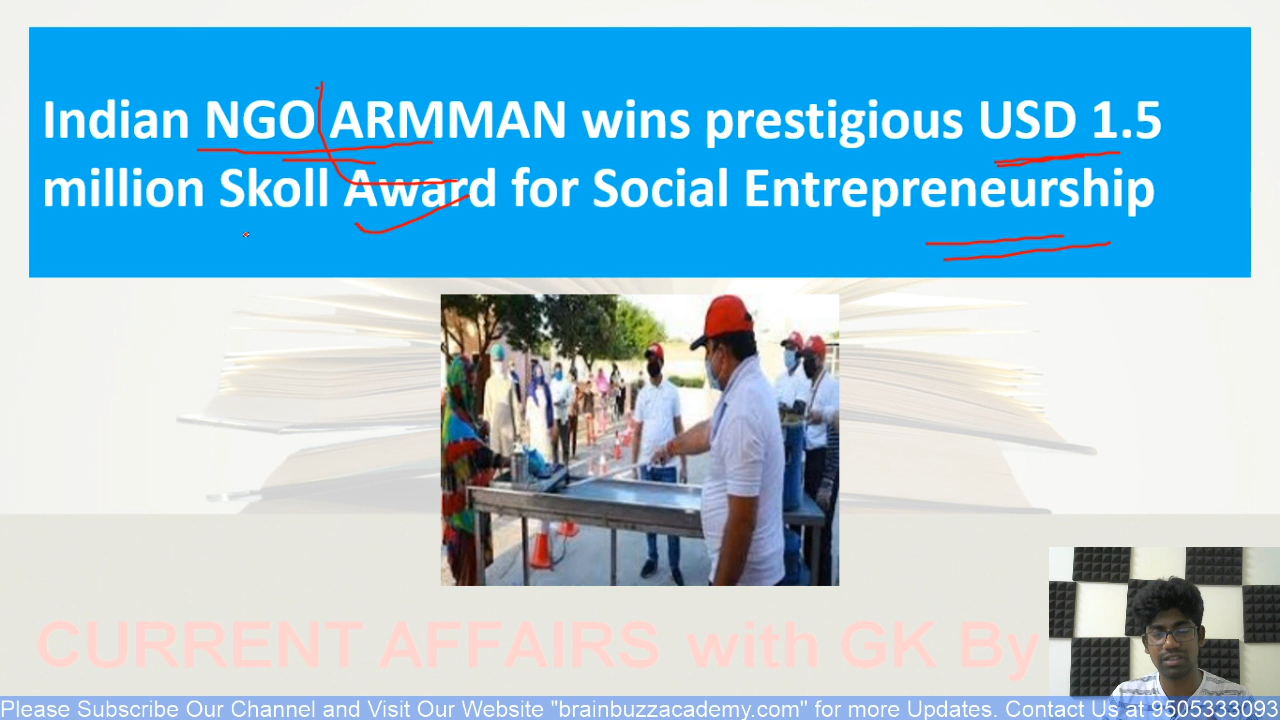 Indian NGO ARMMAN wins prestigious USD 1.5
million Skoll Award for Social Entrepreneurship
CURRENT AFFAIRS with GK By
Please Subscribe Our Channel and Visit Our Website "brainbuzzacademy.com" for more Updates. Contact Us at 9505333093